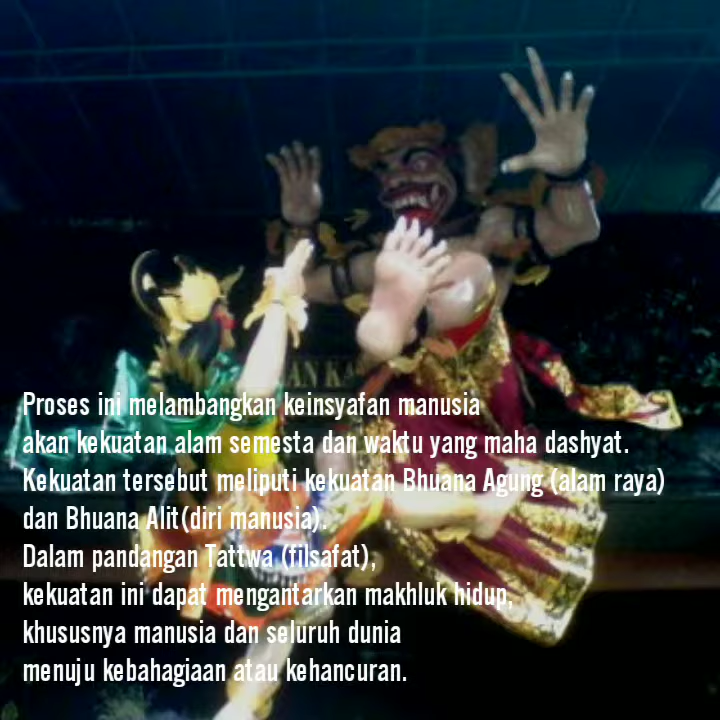 AN KA
Proses ini melambangkan keinsyafan manusia
akan kekuatan alam semesta dan waktu yang maha dashyat.
Kekuatan tersebut meliputi kekuatan Bhuana Agung (alam raya)
dan Bhuana Alit(diri manusia).
Dalam pandangan Tattwa (filsafat),
kekuatan ini dapat mengantarkan makhluk hidup,
khususnya manusia dan seluruh dunia
menuju kebahagiaan atau kehancuran.